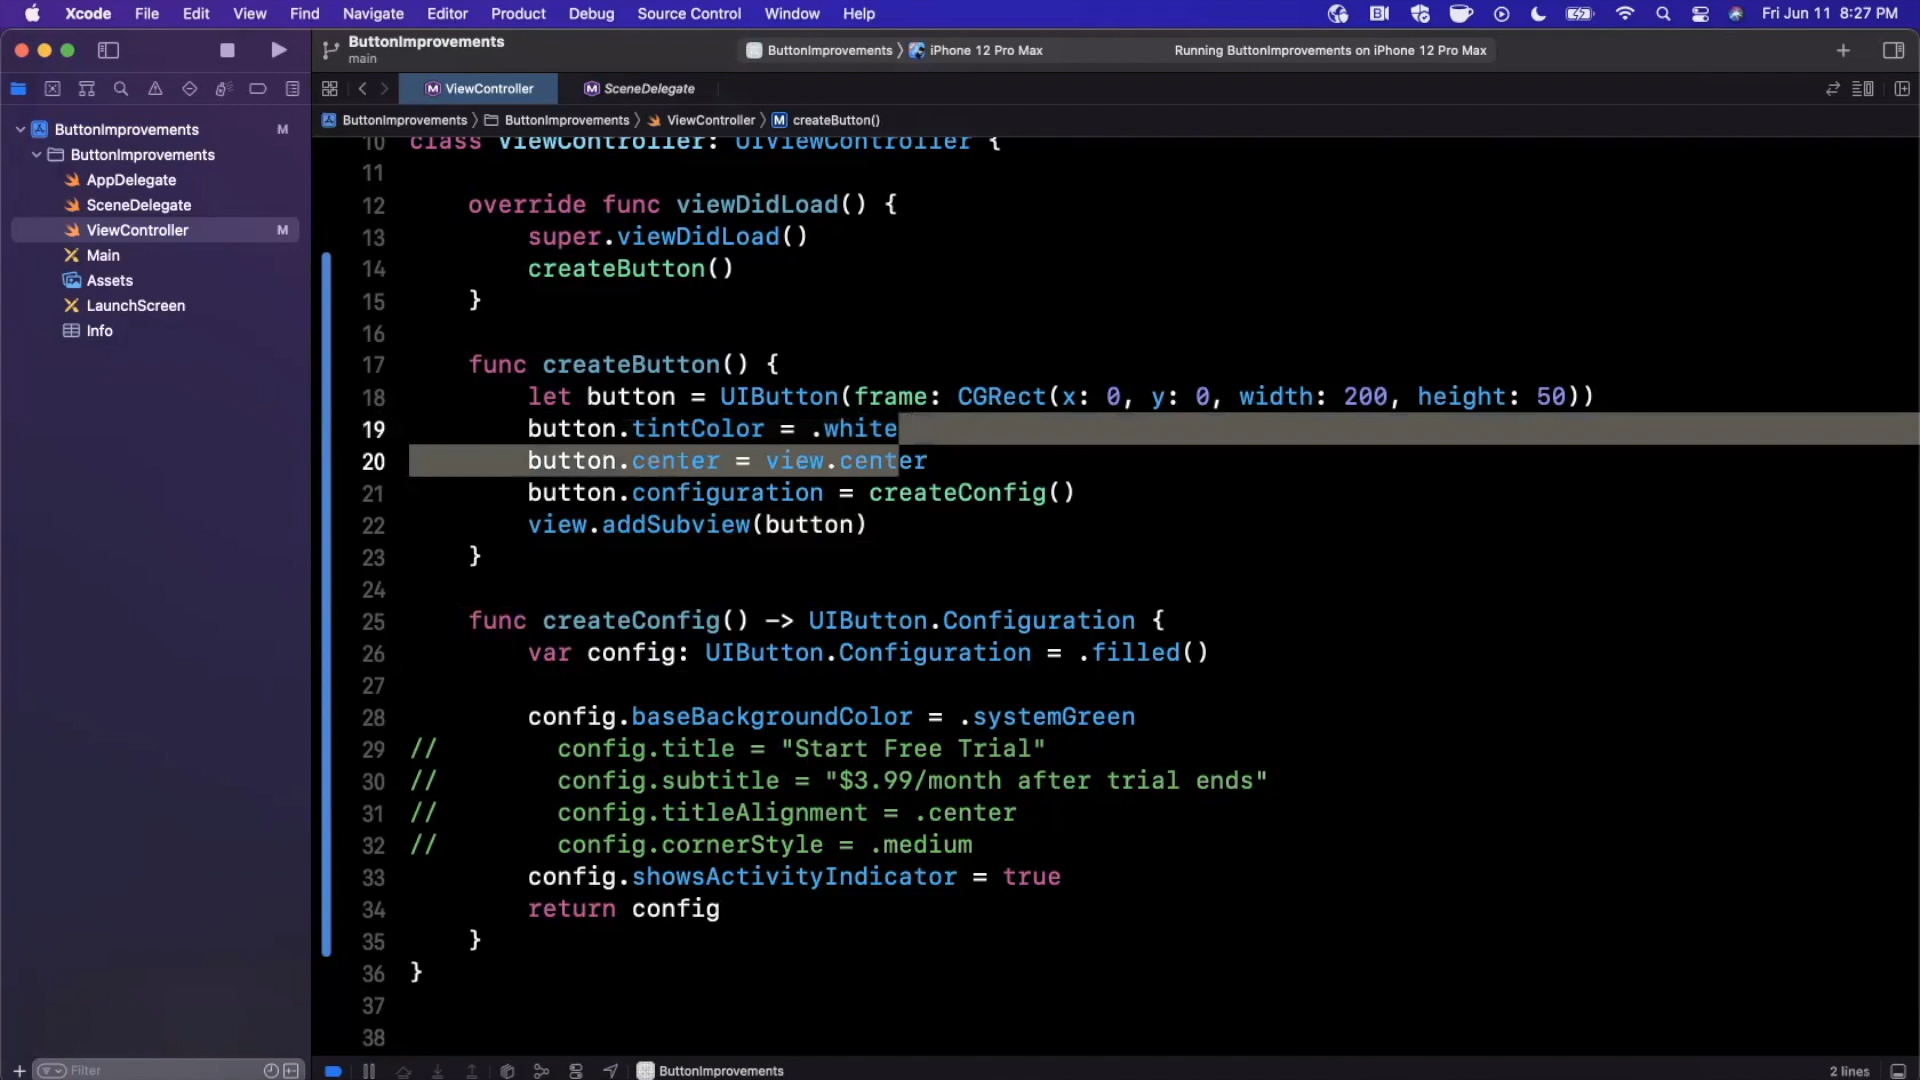 Xcode File Edit View Find Navigate Editor Product Debug Source Control Window Help Fri Jun 11 8:27 PM
ButtonImprovements
main
ButtonImprovements 〉 iPhone 12 Pro Max Running ButtonImprovements on iPhone 12 Pro Max
M ViewController M SceneDelegate
ButtonImprovements 〉 ButtonImprovements 〉 ViewController 〉 M createButton()
ButtonImprovements M
ButtonImprovements
AppDelegate
SceneDelegate
ViewController M
Main
Assets
LaunchScreen
Info
10 class ViewController: UIViewController {
11
12 override func viewDidLoad() {
13 super.viewDidLoad()
14 createButton()
15 }
16
17 func createButton() {
18 let button = UIButton(frame: CGRect(x: 0, y: 0, width: 200, height: 50))
19 button.tintColor = .white
20 button.center = view.center
21 button.configuration = createConfig()
22 view.addSubview(button)
23 }
24
25 func createConfig() -> UIButton.Configuration {
26 var config: UIButton.Configuration = .filled()
27
28 config.baseBackgroundColor = .systemGreen
29 // config.title = "Start Free Trial"
30 // config.subtitle = "$3.99/month after trial ends"
31 // config.titleAlignment = .center
32 // config.cornerStyle = .medium
33 config.showsActivityIndicator = true
34 return config
35 }
36 }
37
38
Filter ButtonImprovements 2 lines